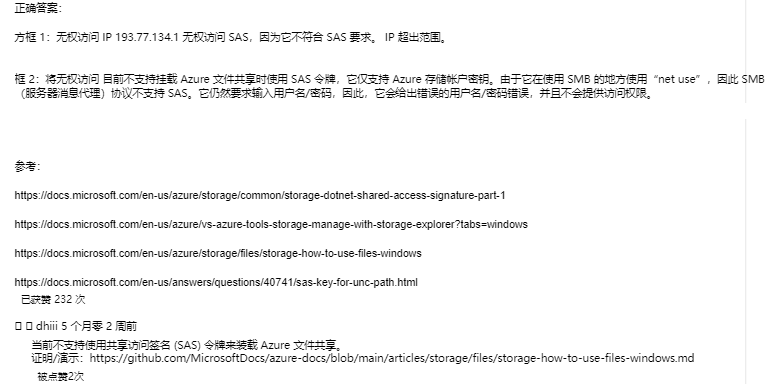 正确答案：
方框 1：无权访问 IP 193.77.134.1 无权访问 SAS，因为它不符合 SAS 要求。 IP 超出范围。
框 2：将无权访问 目前不支持挂载 Azure 文件共享时使用 SAS 令牌，它仅支持 Azure 存储帐户密钥。由于它在使用 SMB 的地方使用“net use”，因此 SMB
（服务器消息代理）协议不支持 SAS。它仍然要求输入用户名/密码，因此，它会给出错误的用户名/密码错误，并且不会提供访问权限。
参考：
https://docs.microsoft.com/en-us/azure/storage/common/storage-dotnet-shared-access-signature-part-1
https://docs.microsoft.com/en-us/azure/vs-azure-tools-storage-manage-with-storage-explorer?tabs=windows
https://docs.microsoft.com/en-us/azure/storage/files/storage-how-to-use-files-windows
https://docs.microsoft.com/en-us/answers/questions/40741/sas-key-for-unc-path.html
已获赞 232 次
dhiii 5 个月零 2 周前
当前不支持使用共享访问签名 (SAS) 令牌来装载 Azure 文件共享。
证明/演示：https://github.com/MicrosoftDocs/azure-docs/blob/main/articles/storage/files/storage-how-to-use-files-windows.md
被点赞2次